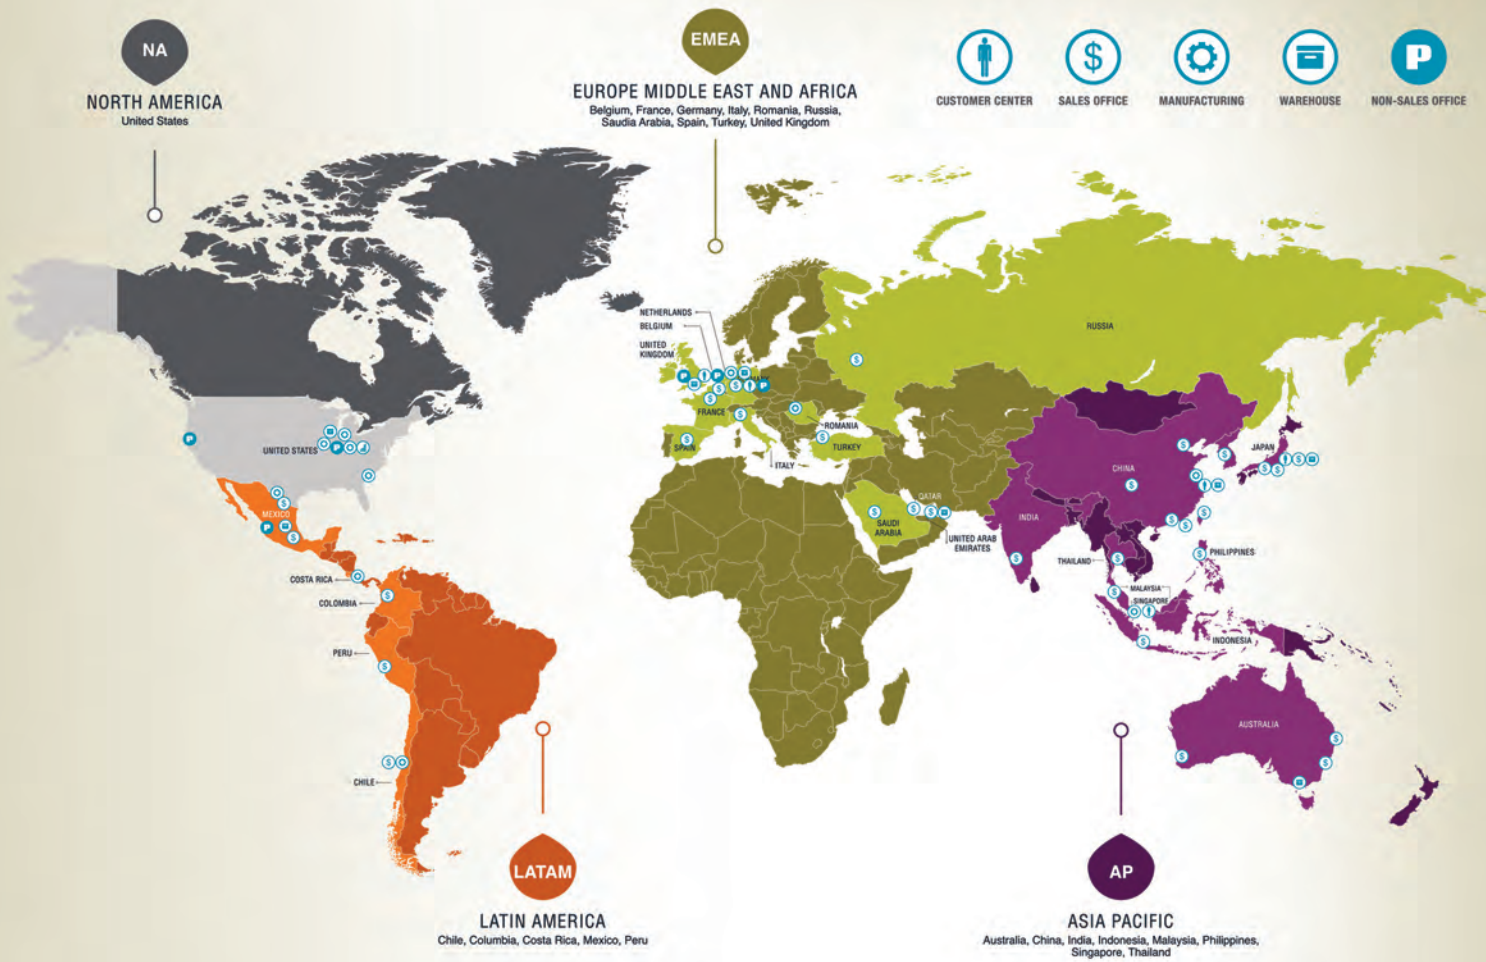 NA
NORTH AMERICA
United States
EMEA
EUROPE MIDDLE EAST AND AFRICA
Belgium, France, Germany, Italy, Romania, Russia,
Saudia Arabia, Spain, Turkey, United Kingdom
$
P
CUSTOMER CENTER
SALES OFFICE
MANUFACTURING
WAREHOUSE
NON-SALES OFFICE
NETHERLANDS
BELGIUM
UNITED
KINGDOM
RUSSIA
FRANCE
ROMANIA
SPAIN
TURKEY
ITALY
UNITED STATES
MEXICO
JAPAN
CHINA
QATAR
SAUDI
ARABIA
INDIA
UNITED ARAB
EMIRATES
THAILAND
PHILIPPINES
MALAYSIA
SINGAPORE
INDONESIA
COSTA RICA
COLOMBIA
PERU
CHILE
AUSTRALIA
LATAM
LATIN AMERICA
Chile, Columbia, Costa Rica, Mexico, Peru
AP
ASIA PACIFIC
Australia, China, India, Indonesia, Malaysia, Philippines,
Singapore, Thailand